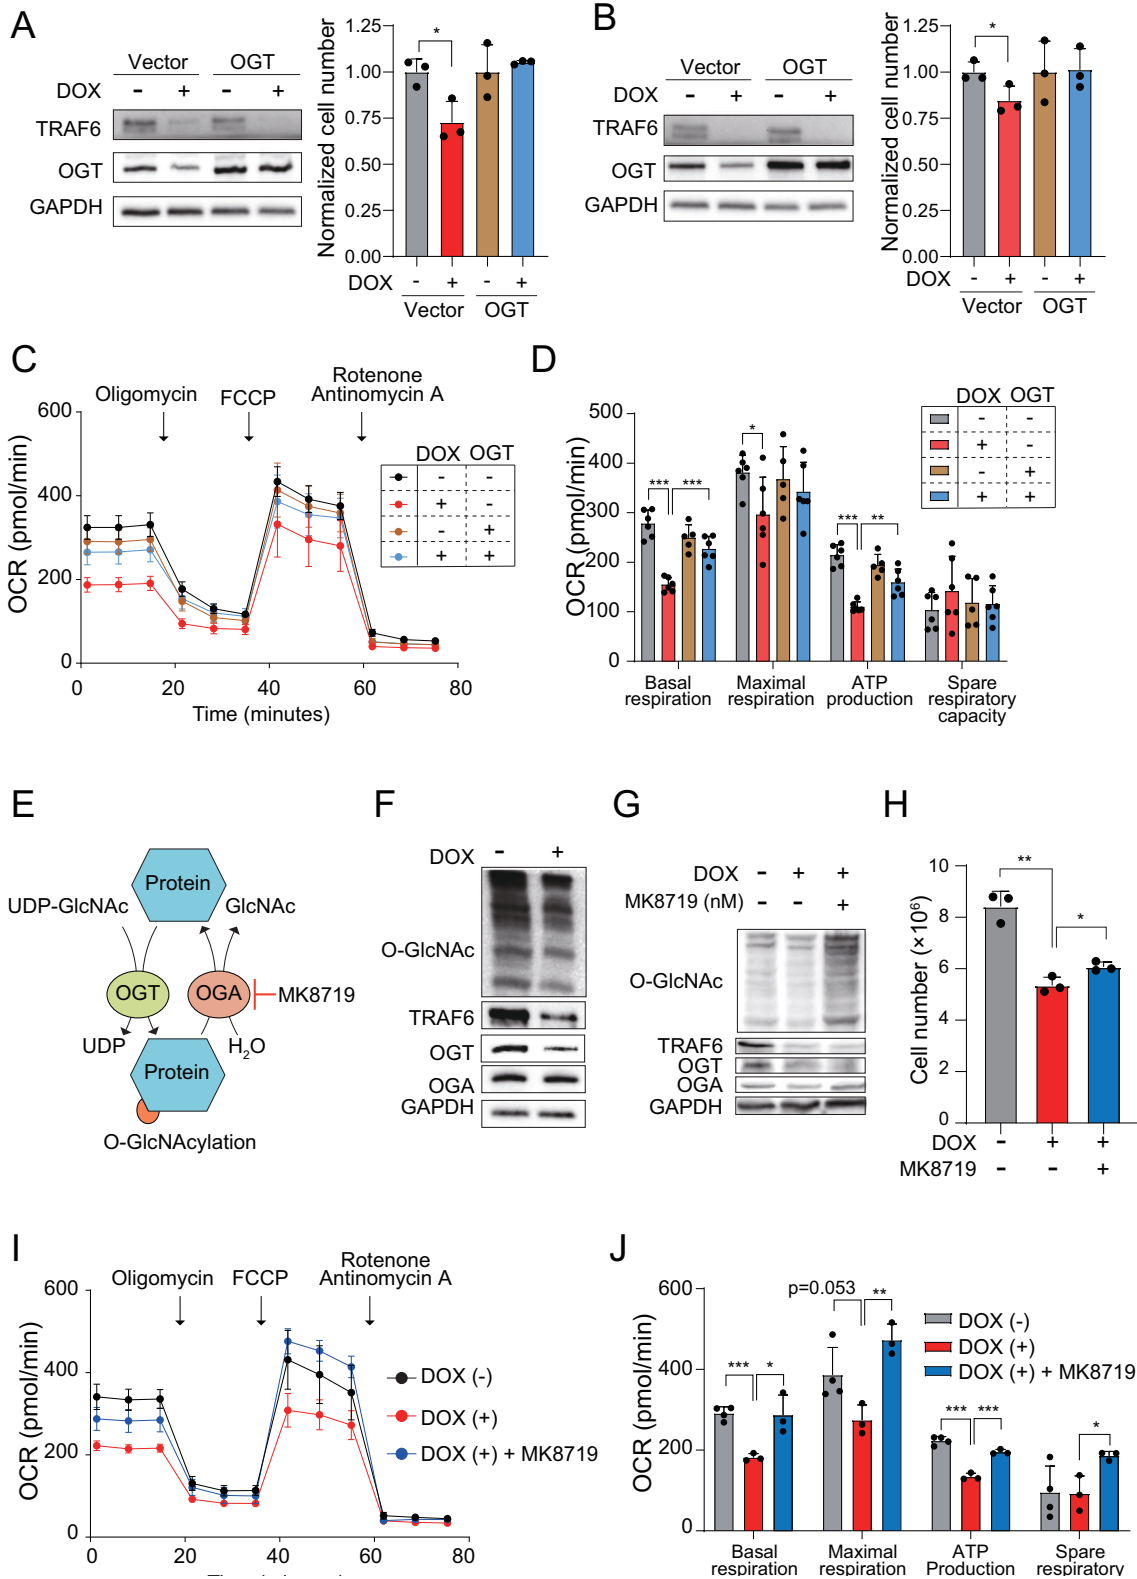 A
Vector OGT
DOX - + - +
TRAF6
OGT
GAPDH
Normalized cell number
1.25
1.00
0.75
0.50
0.25
0.00
*
DOX - + - +
Vector OGT
B
Vector OGT
DOX - + - +
TRAF6
OGT
GAPDH
Normalized cell number
1.25
1.00
0.75
0.50
0.25
0.00
*
DOX - + - +
Vector OGT
C
Oligomycin FCCP Rotenone
Antinomycin A
OCR (pmol/min)
600
400
200
0
0 20 40 60 80
Time (minutes)
DOX OGT
- -
+ -
- +
+ +
D
OCR (pmol/min)
500
400
300
200
100
0
*** *** * *** **
DOX OGT
- -
+ -
- +
+ +
Basal Maximal ATP Spare
respiration respiration production respiratory
capacity
E
Protein
UDP-GlcNAc GlcNAc
OGT OGA MK8719
UDP H2O
Protein
O-GlcNAcylation
F
DOX - +
O-GlcNAc
TRAF6
OGT
OGA
GAPDH
G
DOX - + +
MK8719 (nM) - - +
O-GlcNAc
TRAF6
OGT
OGA
GAPDH
H
Cell number (×10⁶)
10
8
6
4
2
0
**
*
DOX - + +
MK8719 - - +
I
Oligomycin FCCP Rotenone
Antinomycin A
OCR (pmol/min)
600
400
200
0
0 20 40 60 80
DOX (-)
DOX (+)
DOX (+) + MK8719
J
OCR (pmol/min)
600
400
200
0
*** * p=0.053 ** *** *** *
DOX (-)
DOX (+)
DOX (+) + MK8719
Basal Maximal ATP Spare
respiration respiration Production respiratory